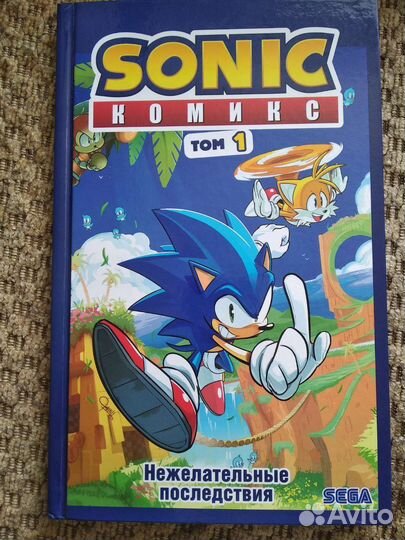 SONIC
КОМИКС
ТОМ 1
Нежелательные
последствия
SEGA
Avito